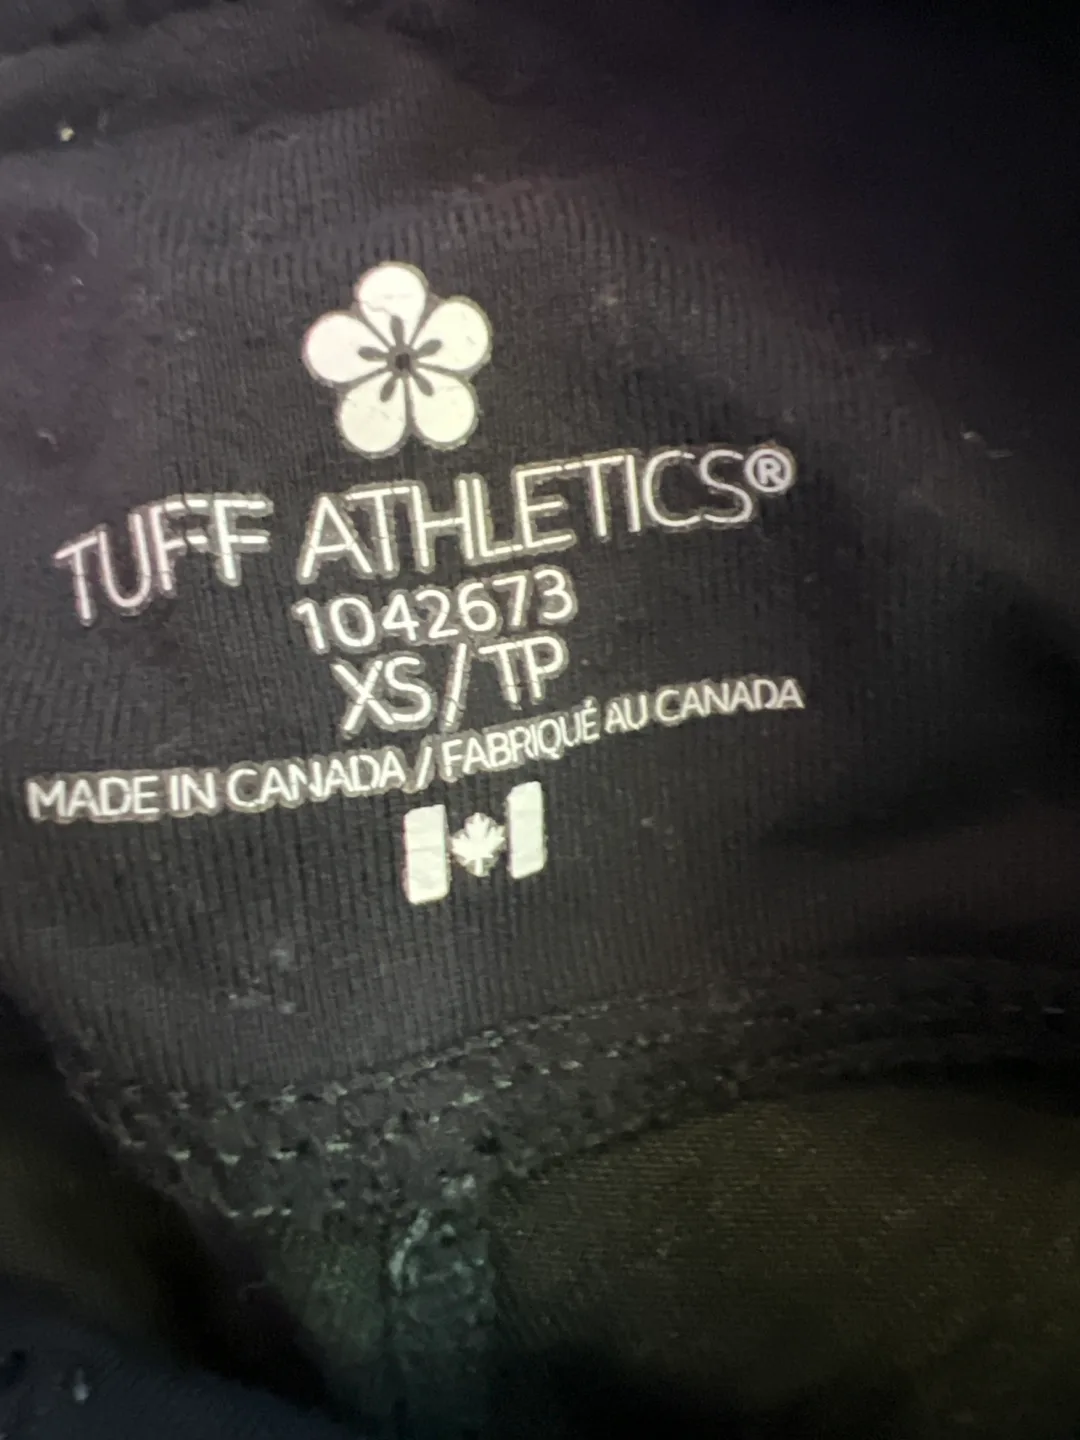 TUFF ATHLETICS®
1042673
XS/TP
MADE IN CANADA / FABRIQUÉ AU CANADA